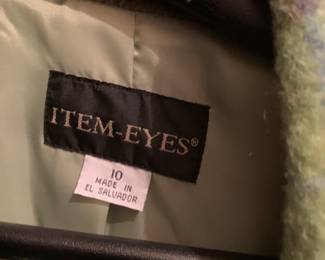 ITEM-EYES®
10
MADE IN
EL SALVADOR